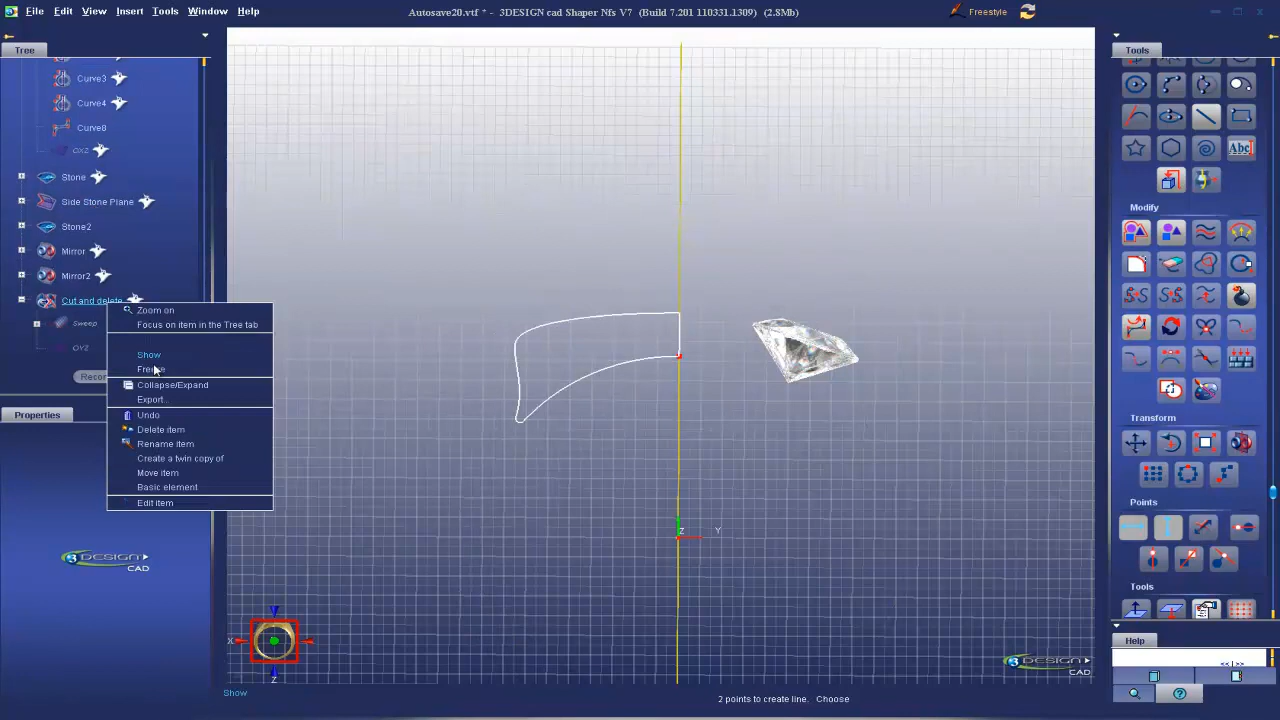 File Edit View Insert Tools Window Help
Autosave20.vtf * - 3DESIGN cad Shaper Nfs V7 (Build 7.201 110331.1309) (2.8Mb)
Freestyle
Tree
Curve3
Curve4
Curve8
OXZ
Stone
Side Stone Plane
Stone2
Mirror
Mirror2
Cut and delete
Sweep
OYZ
Recon
Zoom on
Focus on item in the Tree tab
Show
Freeze
Collapse/Expand
Export...
Undo
Delete item
Rename item
Create a twin copy of
Move item
Basic element
Edit item
Properties
3DESIGN
CAD
Show
X
Z
Z
Y
2 points to create line. Choose
3DESIGN
CAD
Tools
Abc
Modify
S+S
Transform
Points
Tools
Help